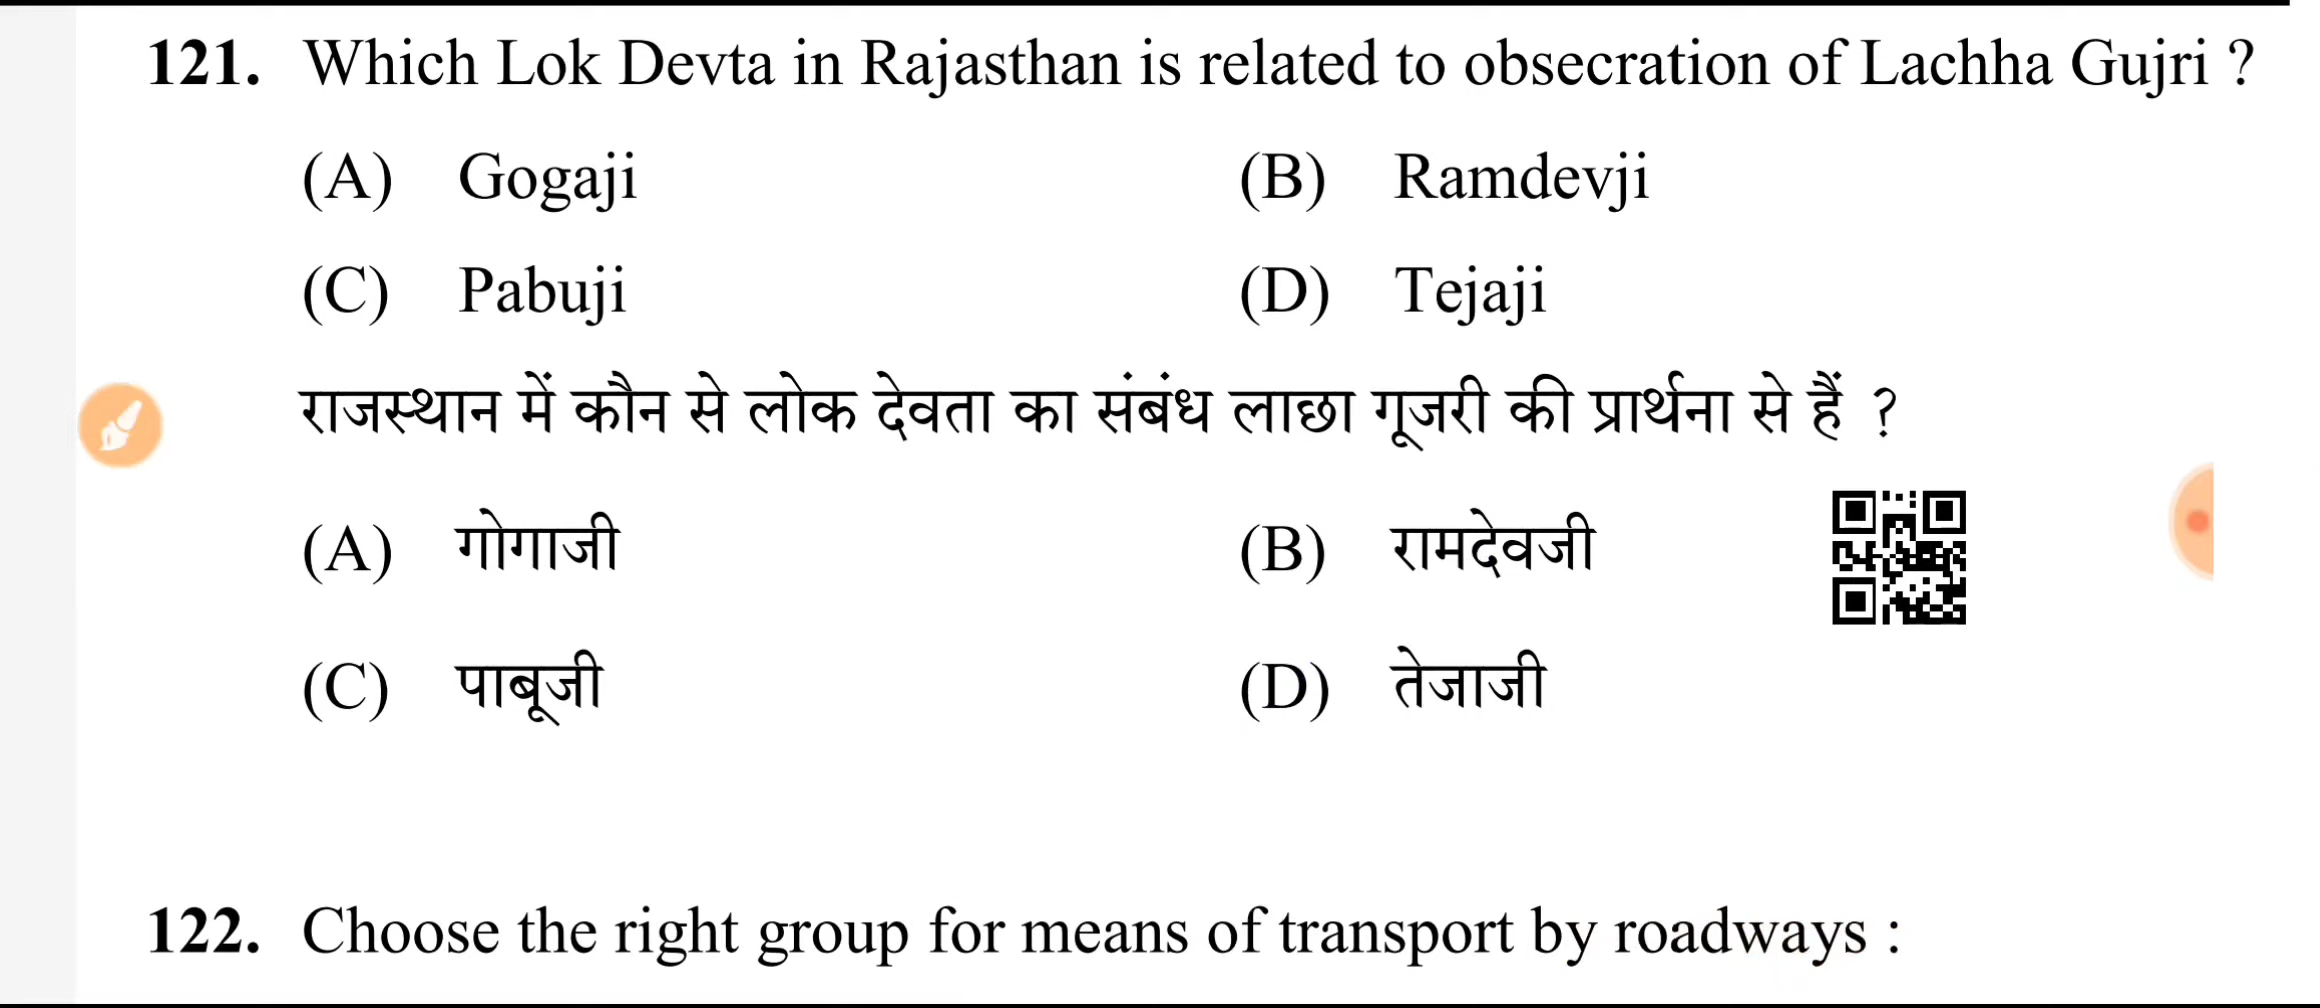 121. Which Lok Devta in Rajasthan is related to obsecration of Lachha Gujri ?
(A) Gogaji (B) Ramdevji
(C) Pabuji (D) Tejaji
राजस्थान में कौन से लोक देवता का संबंध लाछा गूजरी की प्रार्थना से हैं ?
(A) गोगाजी (B) रामदेवजी
(C) पाबूजी (D) तेजाजी
122. Choose the right group for means of transport by roadways :